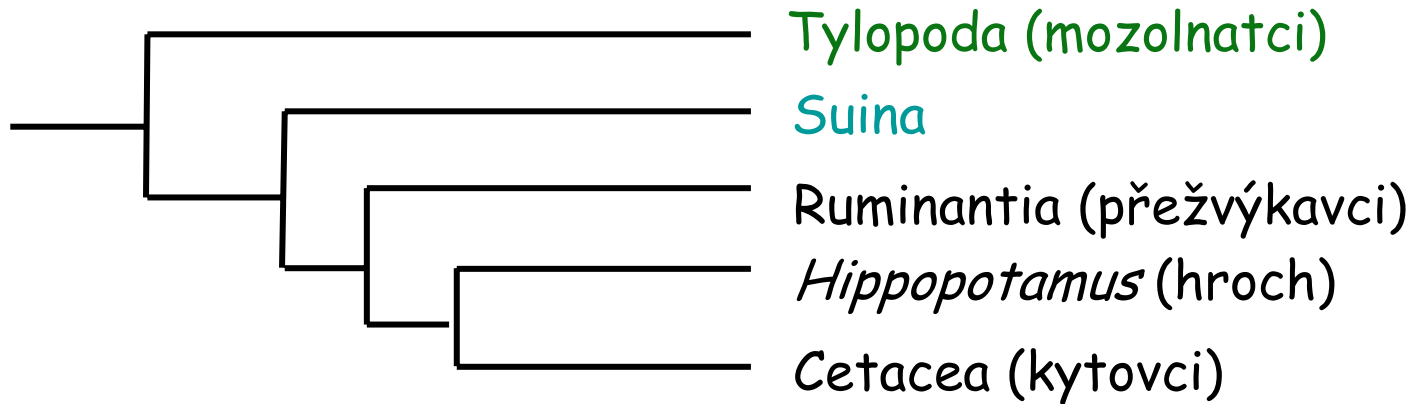 Tylopoda (mozolnatci)
Suina
Ruminantia (přežvýkavci)
Hippopotamus (hroch)
Cetacea (kytovci)